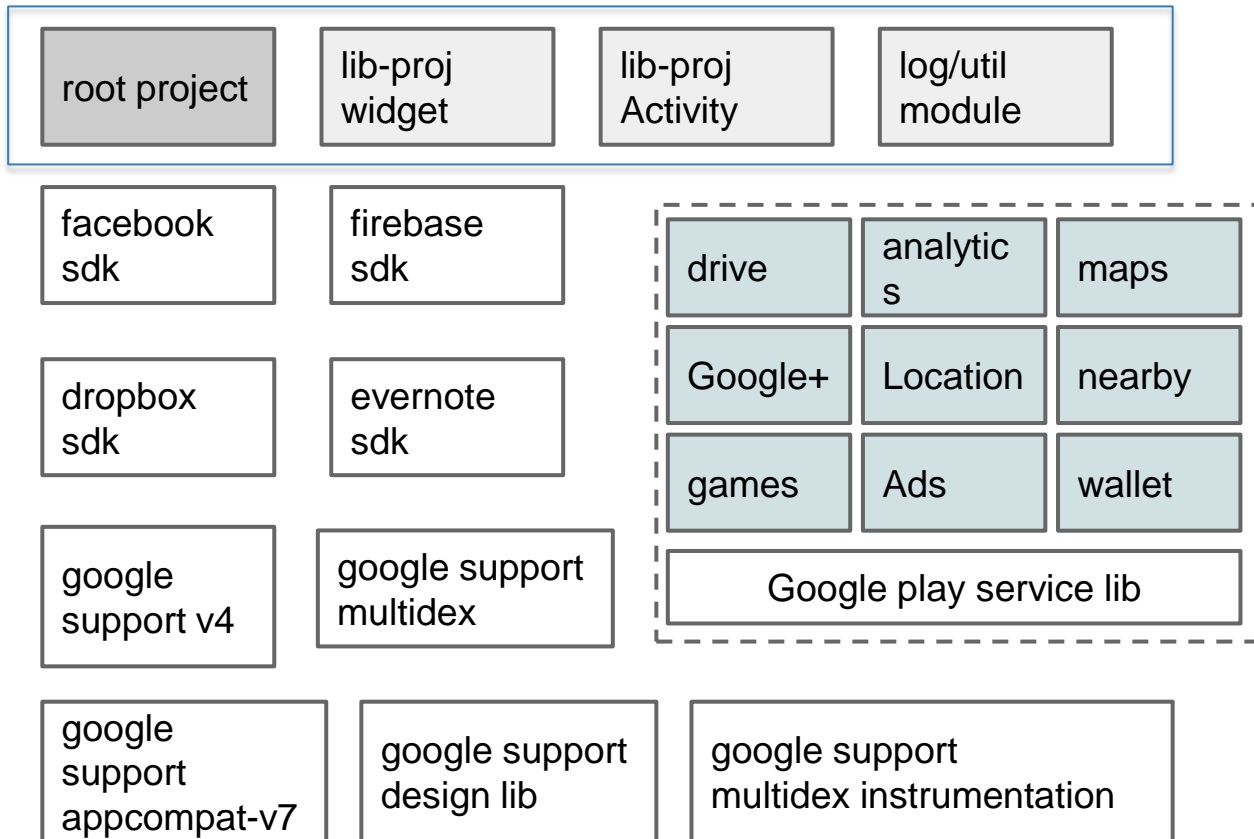 root project
lib-proj
widget
lib-proj
Activity
log/util
module
facebook
sdk
firebase
sdk
drive
analytic
s
maps
Google+
Location
nearby
dropbox
sdk
evernote
sdk
games
Ads
wallet
google
support v4
google support
multidex
Google play service lib
google
support
appcompat-v7
google support
design lib
google support
multidex instrumentation